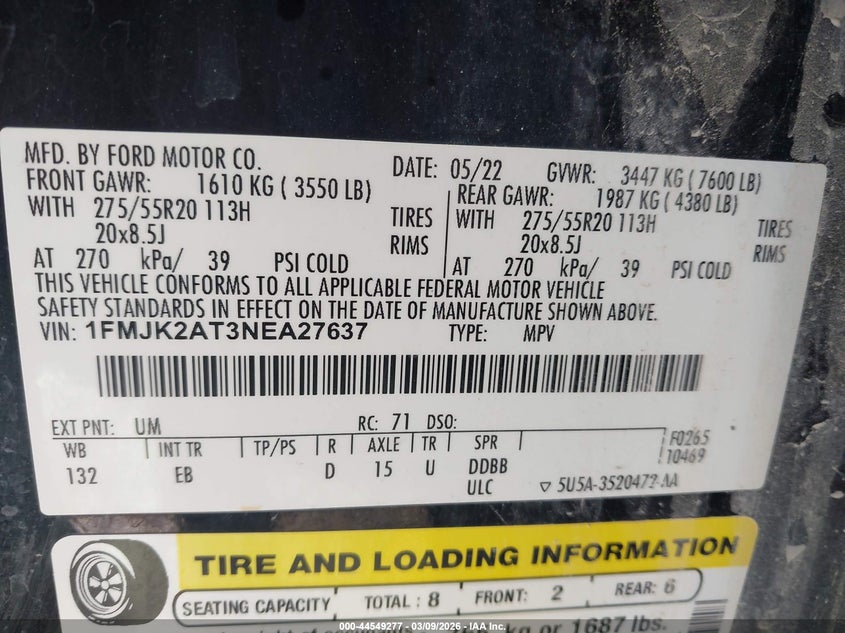 MFD. BY FORD MOTOR CO. DATE: 05/22 GVWR: 3447 KG ( 7600 LB)
FRONT GAWR: 1610 KG ( 3550 LB) REAR GAWR: 1987 KG ( 4380 LB)
WITH 275/55R20 113H TIRES WITH 275/55R20 113H TIRES
20x8.5J RIMS 20x8.5J RIMS
AT 270 kPa/ 39 PSI COLD AT 270 kPa/ 39 PSI COLD
THIS VEHICLE CONFORMS TO ALL APPLICABLE FEDERAL MOTOR VEHICLE
SAFETY STANDARDS IN EFFECT ON THE DATE OF MANUFACTURE SHOWN ABOVE.
VIN: 1FMJK2AT3NEA27637 TYPE: MPV
EXT PNT: UM RC: 71 DSO:
WB INT TR TP/PS R AXLE TR SPR F0265
132 EB D 15 U DDBB 10469
ULC 5U5A-3520472-AA
TIRE AND LOADING INFORMATION
SEATING CAPACITY TOTAL : 8 FRONT: 2 REAR: 6
kg or 1687 lbs.
000-44549277 - 03/09/2026 - IAA Inc.